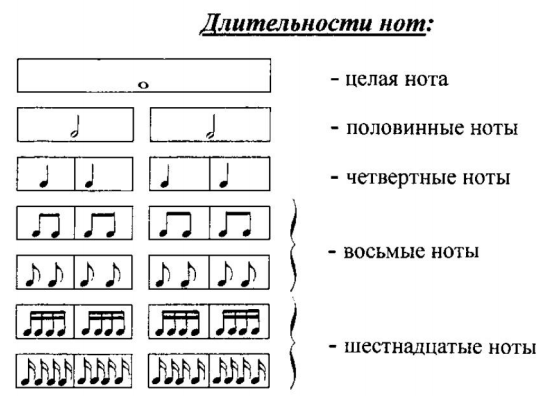 Длительности нот:
- целая нота
- половинные ноты
- четвертные ноты
- восьмые ноты
- шестнадцатые ноты